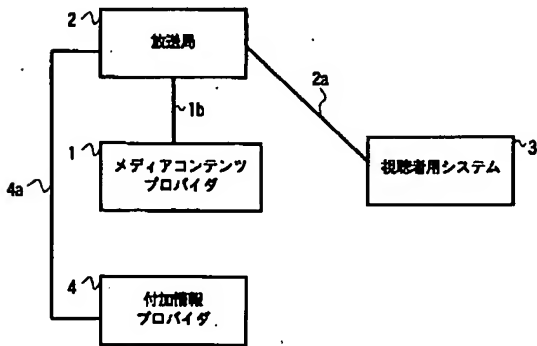 2
放送局
2a
1b
1
メディアコンテンツ
プロバイダ
視聴者用システム
3
4a
4
付加情報
プロバイダ